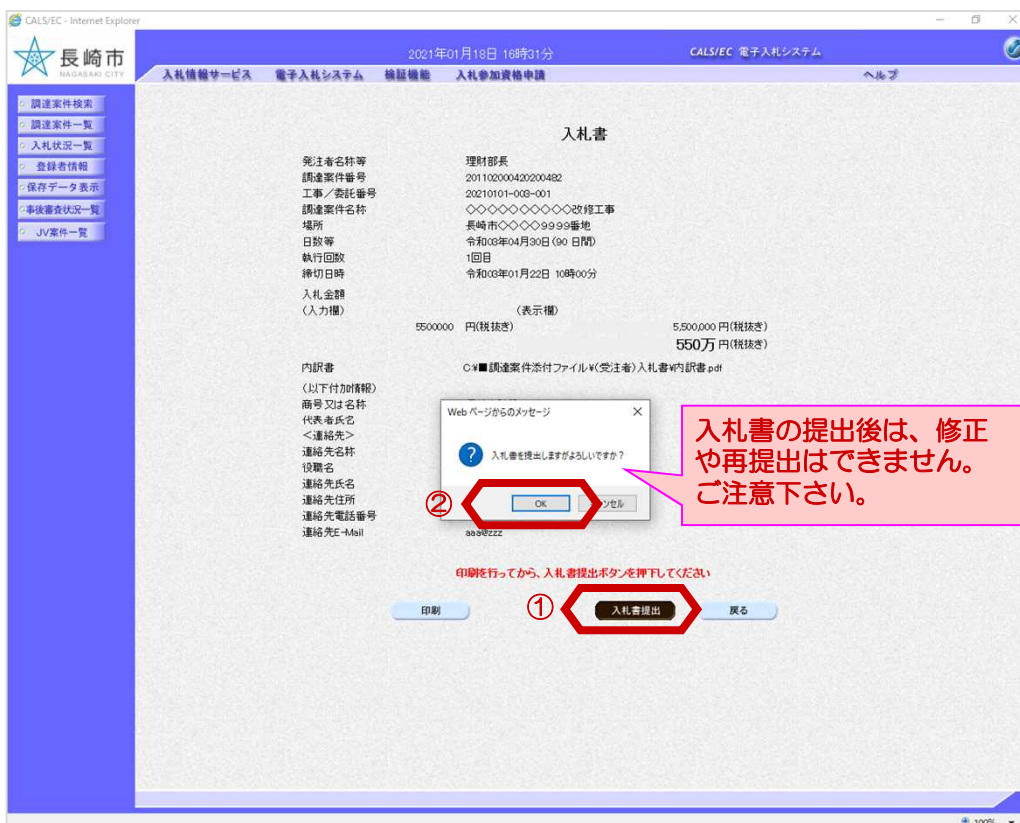 CALS/EC - Internet Explorer
長崎市
NAGASAKI CITY
2021年01月18日 16時31分
CALS/EC 電子入札システム
入札情報サービス 電子入札システム 検証機能 入札参加資格申請 ヘルプ
調達案件検索
調達案件一覧
入札状況一覧
登録者情報
保存データ表示
事後審査状況一覧
JV案件一覧
入札書
発注者名称等 理財部長
調達案件番号 201102000420200482
工事/委託番号 20210101-003-001
調達案件名称 ◇◇◇◇◇◇◇◇◇◇改修工事
場所 長崎市◇◇◇◇9999番地
日数等 令和03年04月30日(90 日間)
執行回数 1回目
締切日時 令和03年01月22日 10時00分
入札金額
(入力欄) (表示欄)
5500000 円(税抜き) 5,500,000 円(税抜き)
550万 円(税抜き)
内訳書 C:¥■調達案件添付ファイル¥(受注者)入札書¥内訳書.pdf
(以下付加情報)
商号又は名称
代表者氏名
<連絡先>
連絡先名称
役職名
連絡先氏名
連絡先住所
連絡先電話番号
連絡先E-Mail aaa@zzz
Web ページからのメッセージ
入札書を提出しますがよろしいですか?
② OK
入札書の提出後は、修正
や再提出はできません。
ご注意下さい。
印刷を行ってから、入札書提出ボタンを押下してください
印刷 ① 入札書提出 戻る
100%